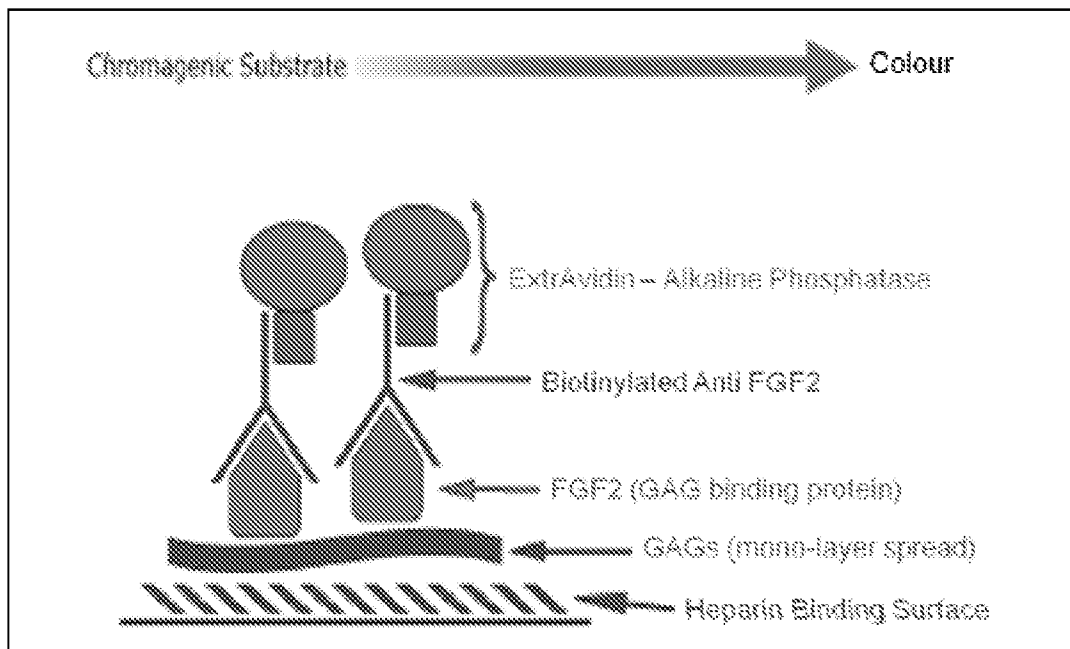 Chromagenic Substrate
Colour
ExtrAvidin – Alkaline Phosphatase
Biotinylated Anti FGF2
FGF2 (GAG binding protein)
GAGs (mono-layer spread)
Heparin Binding Surface